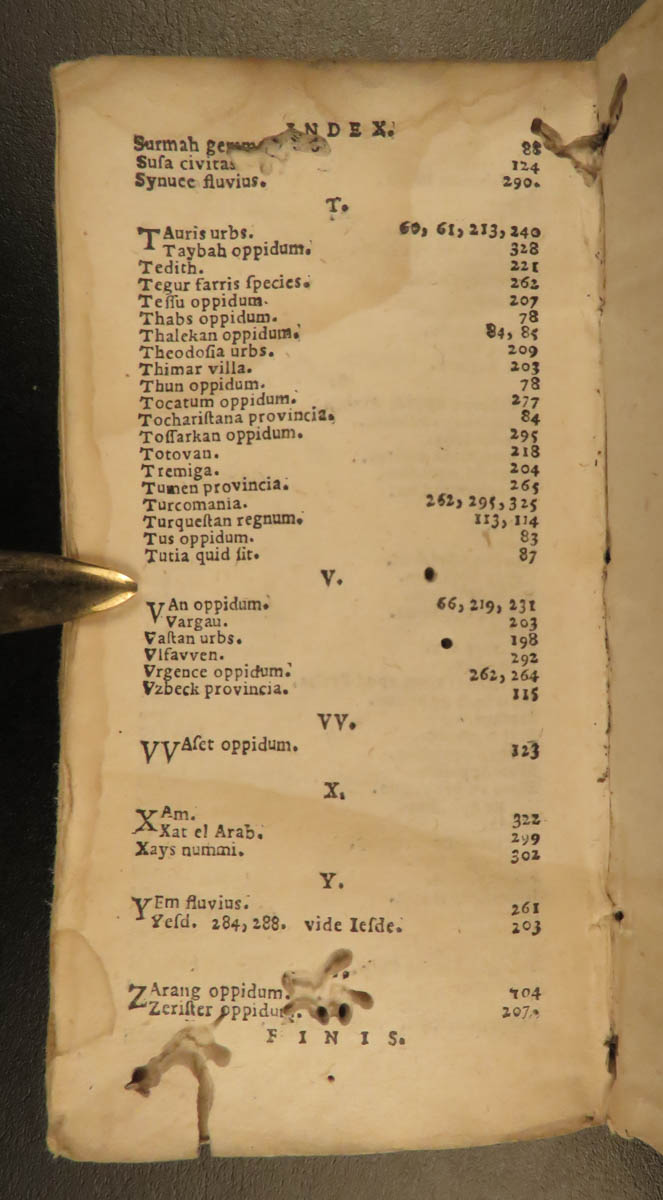 INDEX.
Surmah gemm 88
Suſa civitas 124
Synuce fluvius. 290.
T.
TAuris urbs. 60, 61, 213, 240
Taybah oppidum. 328
Tedith. 221
Tegur farris ſpecies. 262
Teſſu oppidum. 207
Thabs oppidum. 78
Thalekan oppidum. 84, 85
Theodoſia urbs. 209
Thimar villa. 203
Thun oppidum. 78
Tocatum oppidum. 277
Tochariſtana provincia. 84
Toſſarkan oppidum. 295
Totovan. 218
Tremiga. 204
Tumen provincia. 265
Turcomania. 262, 295, 325
Turqueſtan regnum. 113, 114
Tus oppidum. 83
Tutia quid ſit. 87
V.
VAn oppidum. 66, 219, 231
Vargau. 203
Vaſtan urbs. 198
Vlfavven. 292
Vrgence oppidum. 262, 264
Vzbeck provincia. 115
VV.
VVAſet oppidum. 123
X.
XAm. 322
Xat el Arab. 299
Xays nummi. 302
Y.
YEm fluvius. 261
Yeſd. 284, 288. vide Ieſde. 203
ZArang oppidum. 104
Zeriſter oppidum. 207.
FINIS.